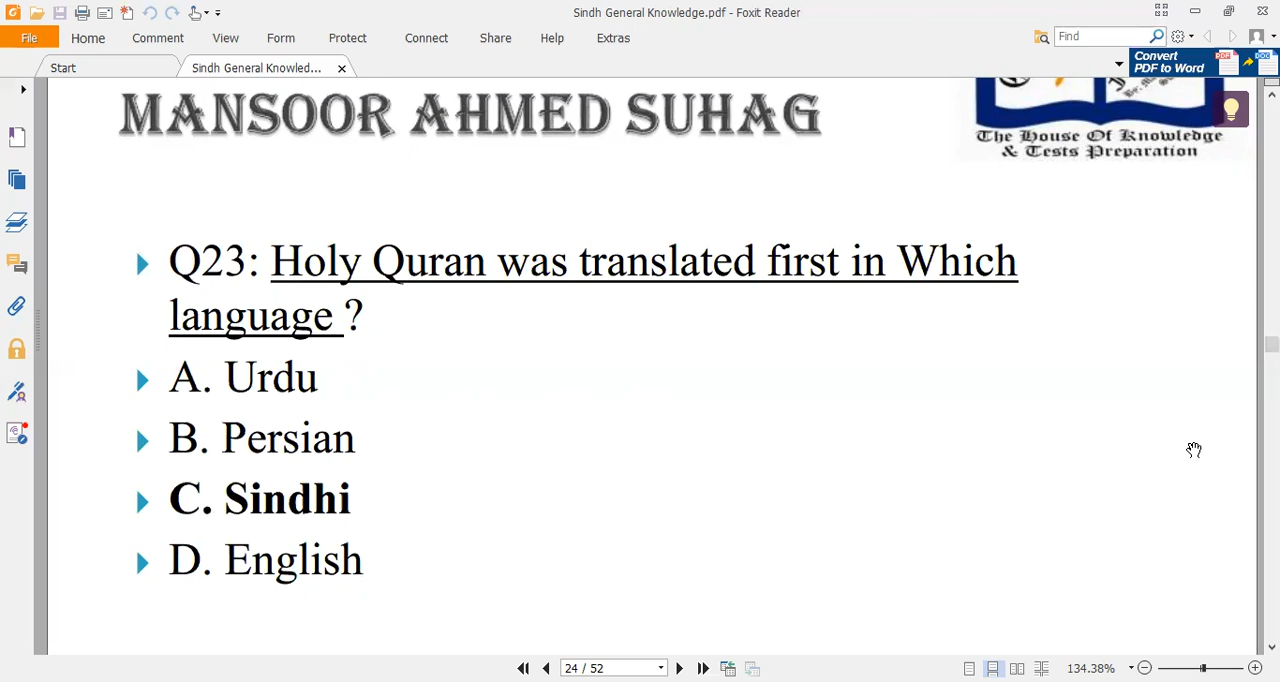 Sindh General Knowledge.pdf - Foxit Reader
File Home Comment View Form Protect Connect Share Help Extras Find
Convert
PDF to Word
Start Sindh General Knowled...
MANSOOR AHMED SUHAG
The House Of Knowledge
& Tests Preparation
Q23: Holy Quran was translated first in Which
language ?
A. Urdu
B. Persian
C. Sindhi
D. English
24 / 52 134.38%